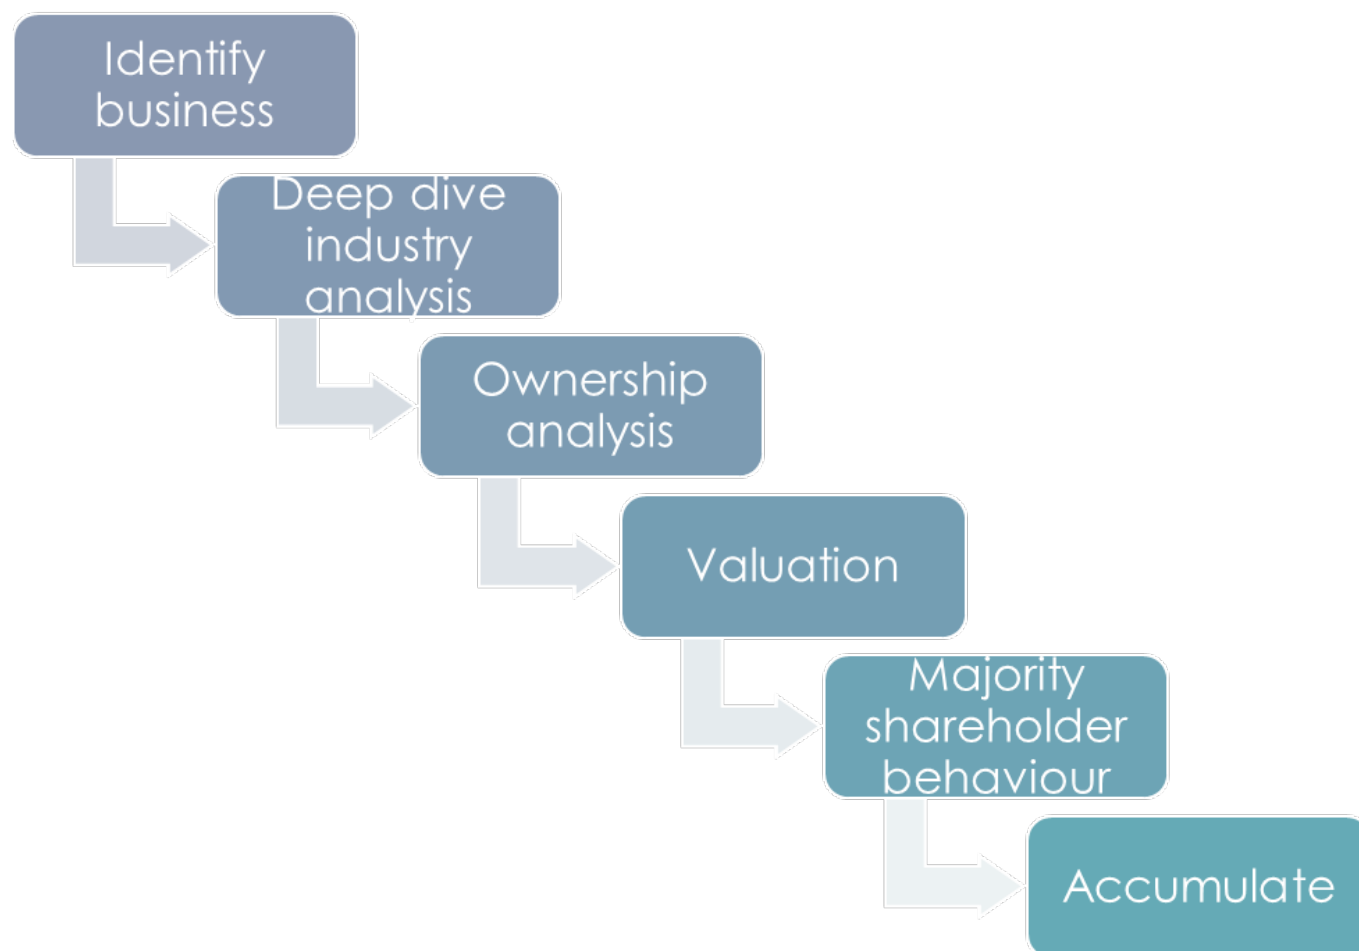 Identify
business
Deep dive
industry
analysis
Ownership
analysis
Valuation
Majority
shareholder
behaviour
Accumulate